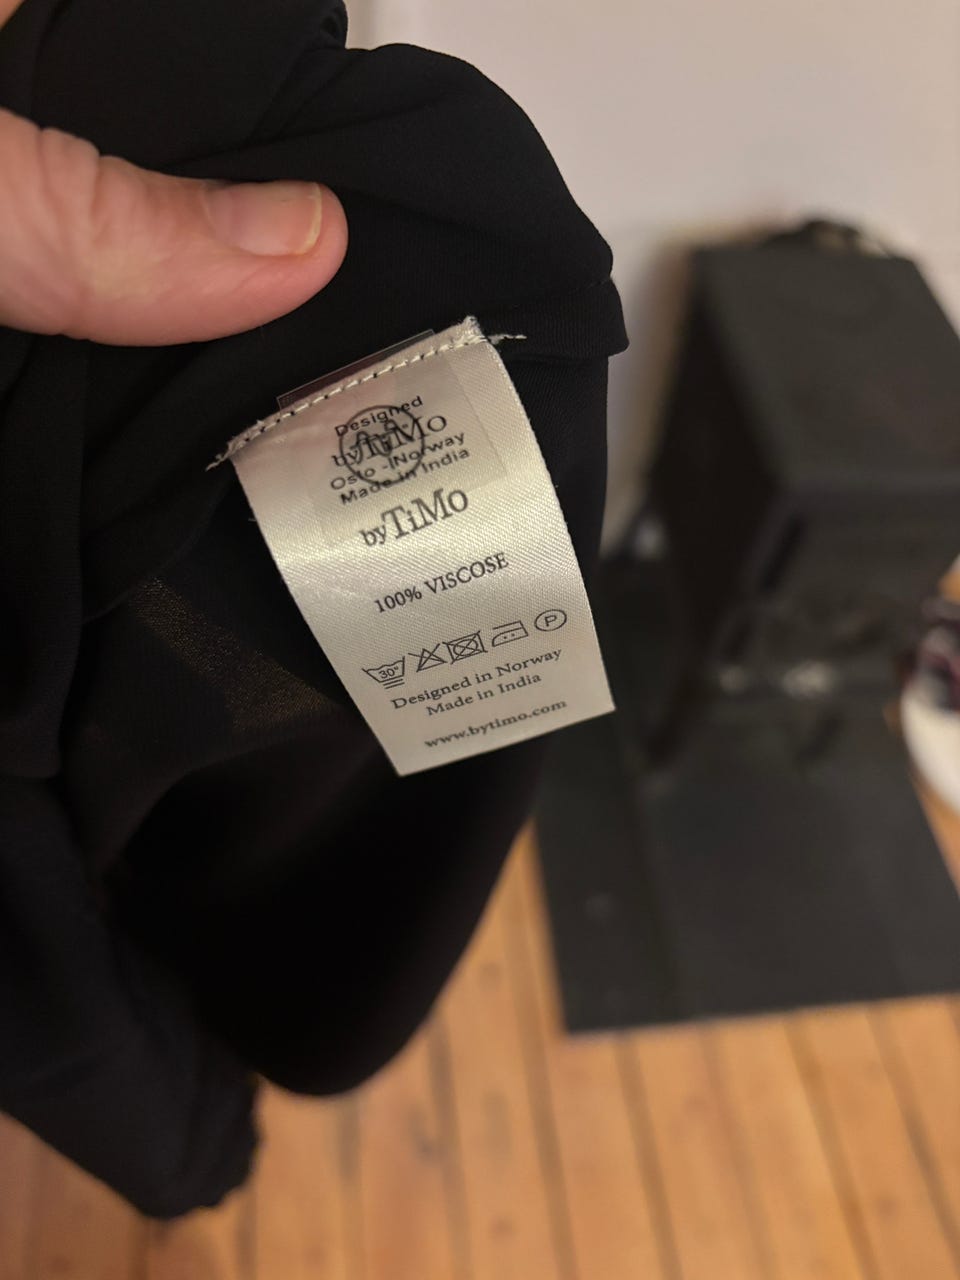 Designed
byTiMo
Oslo - Norway
Made in India
byTiMo
100% VISCOSE
30°
P
Designed in Norway
Made in India
www.bytimo.com